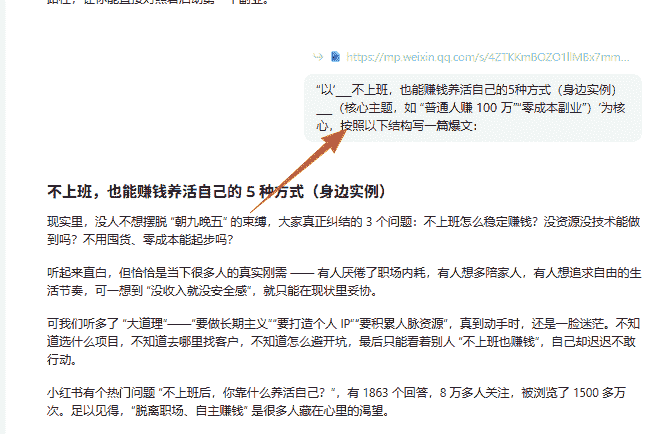 https://mp.weixin.qq.com/s/4ZTKKmBOZO1lIMBx7mm...
“以‘___不上班，也能赚钱养活自己的5种方式（身边实例）
___（核心主题，如 “普通人赚 100 万”“零成本副业”）’为核
心，按照以下结构写一篇爆文：
不上班，也能赚钱养活自己的 5 种方式（身边实例）
现实里，没人不想摆脱 “朝九晚五” 的束缚，大家真正纠结的 3 个问题：不上班怎么稳定赚钱？没资源没技术能做
到吗？不用囤货、零成本能起步吗？
听起来直白，但恰恰是当下很多人的真实刚需 —— 有人厌倦了职场内耗，有人想多陪家人，有人想追求自由的生
活节奏，可一想到 “没收入就没安全感”，就只能在现状里妥协。
可我们听多了 “大道理”——“要做长期主义”“要打造个人 IP”“要积累人脉资源”，真到动手时，还是一脸迷茫。不知
道选什么项目，不知道去哪里找客户，不知道怎么避开坑，最后只能看着别人 “不上班也赚钱”，自己却迟迟不敢
行动。
小红书有个热门问题 “不上班后，你靠什么养活自己？”，有 1863 个回答，8 万多人关注，被浏览了 1500 多万
次。足以见得，“脱离职场、自主赚钱” 是很多人藏在心里的渴望。